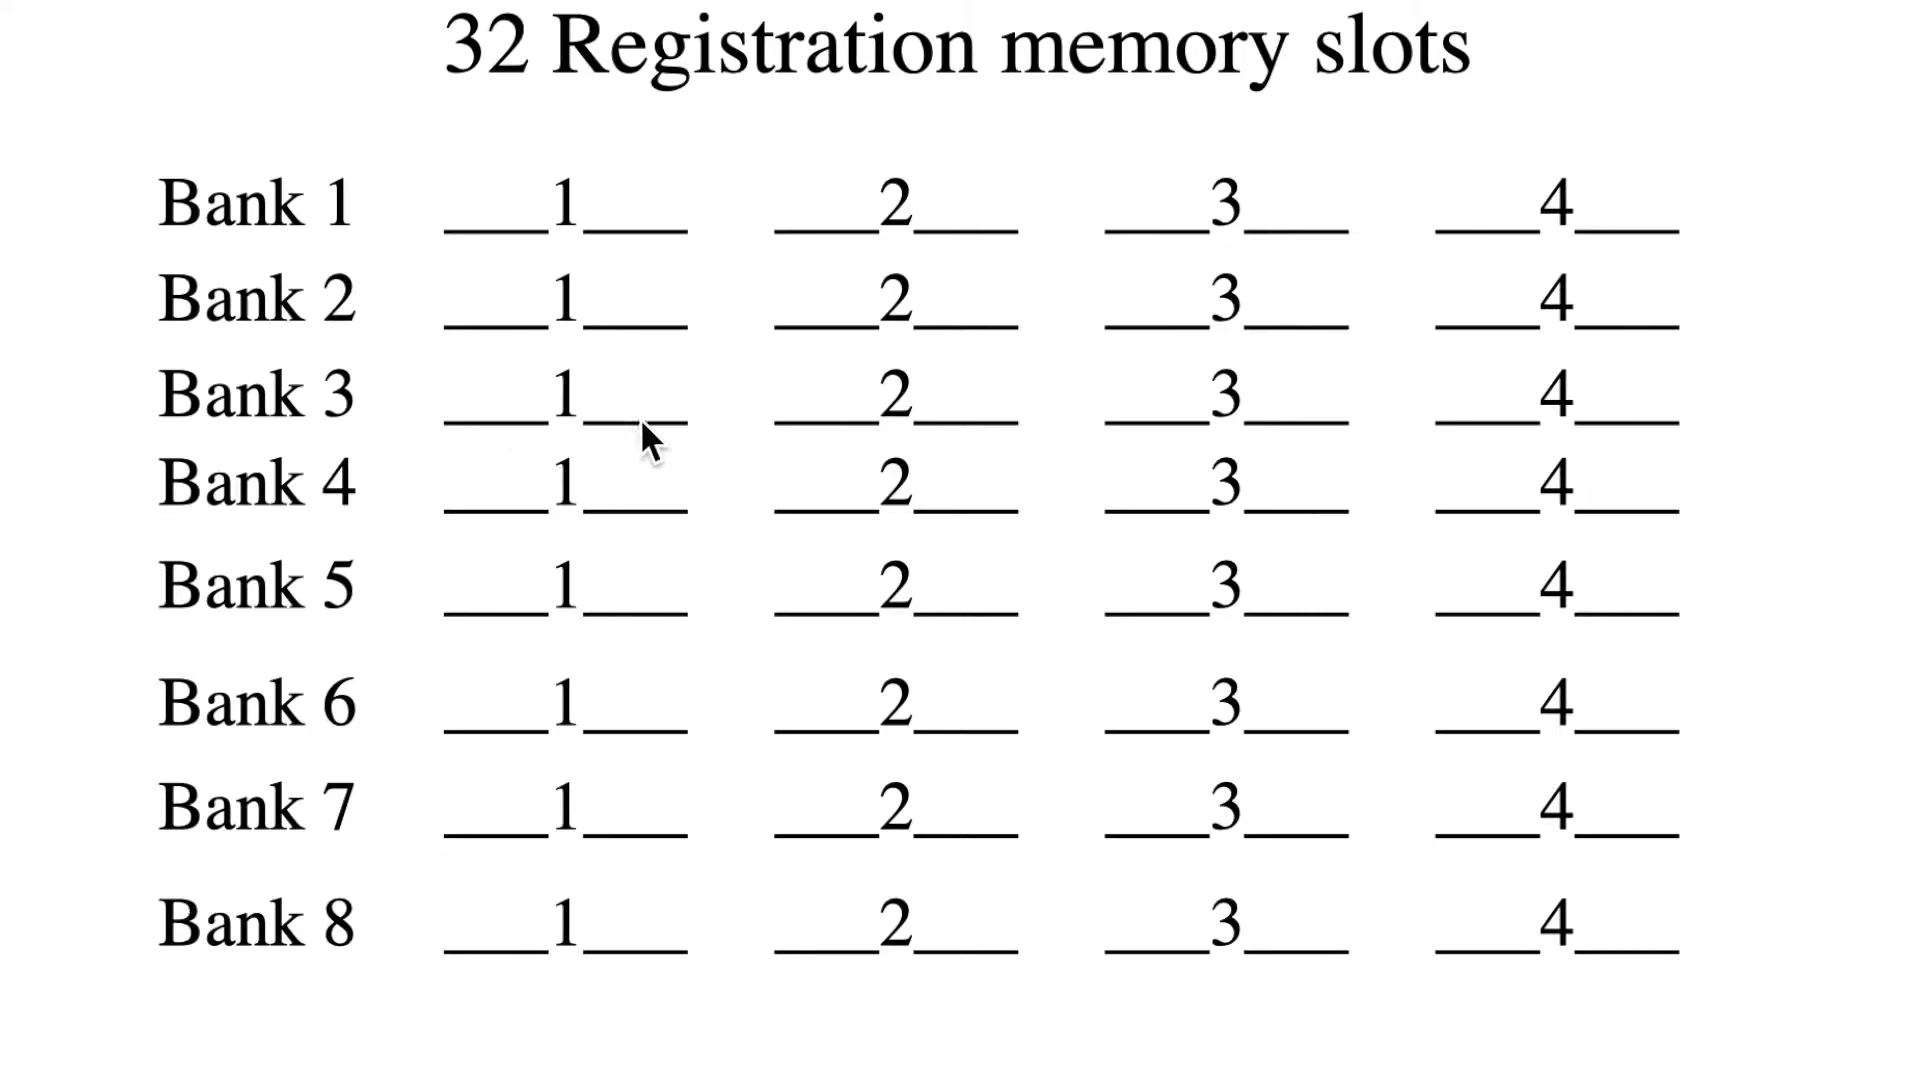 32 Registration memory slots
Bank 1 ___1___ ___2___ ___3___ ___4___
Bank 2 ___1___ ___2___ ___3___ ___4___
Bank 3 ___1___ ___2___ ___3___ ___4___
Bank 4 ___1___ ___2___ ___3___ ___4___
Bank 5 ___1___ ___2___ ___3___ ___4___
Bank 6 ___1___ ___2___ ___3___ ___4___
Bank 7 ___1___ ___2___ ___3___ ___4___
Bank 8 ___1___ ___2___ ___3___ ___4___